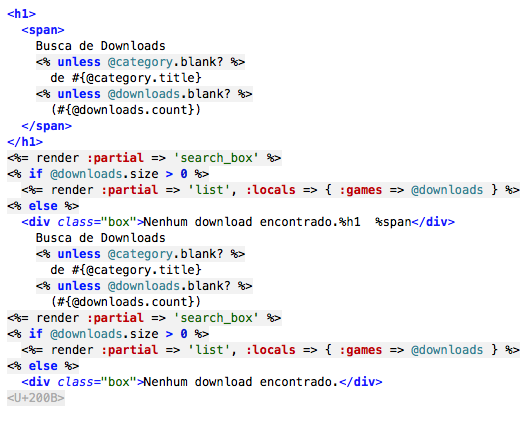 <h1>
  <span>
    Busca de Downloads
    <% unless @category.blank? %>
      de #{@category.title}
    <% unless @downloads.blank? %>
      (#{@downloads.count})
  </span>
</h1>
<%= render :partial => 'search_box' %>
<% if @downloads.size > 0 %>
  <%= render :partial => 'list', :locals => { :games => @downloads } %>
<% else %>
  <div class="box">Nenhum download encontrado.%h1  %span</div>
    Busca de Downloads
    <% unless @category.blank? %>
      de #{@category.title}
    <% unless @downloads.blank? %>
      (#{@downloads.count})
<%= render :partial => 'search_box' %>
<% if @downloads.size > 0 %>
  <%= render :partial => 'list', :locals => { :games => @downloads } %>
<% else %>
  <div class="box">Nenhum download encontrado.</div>
<U+200B>